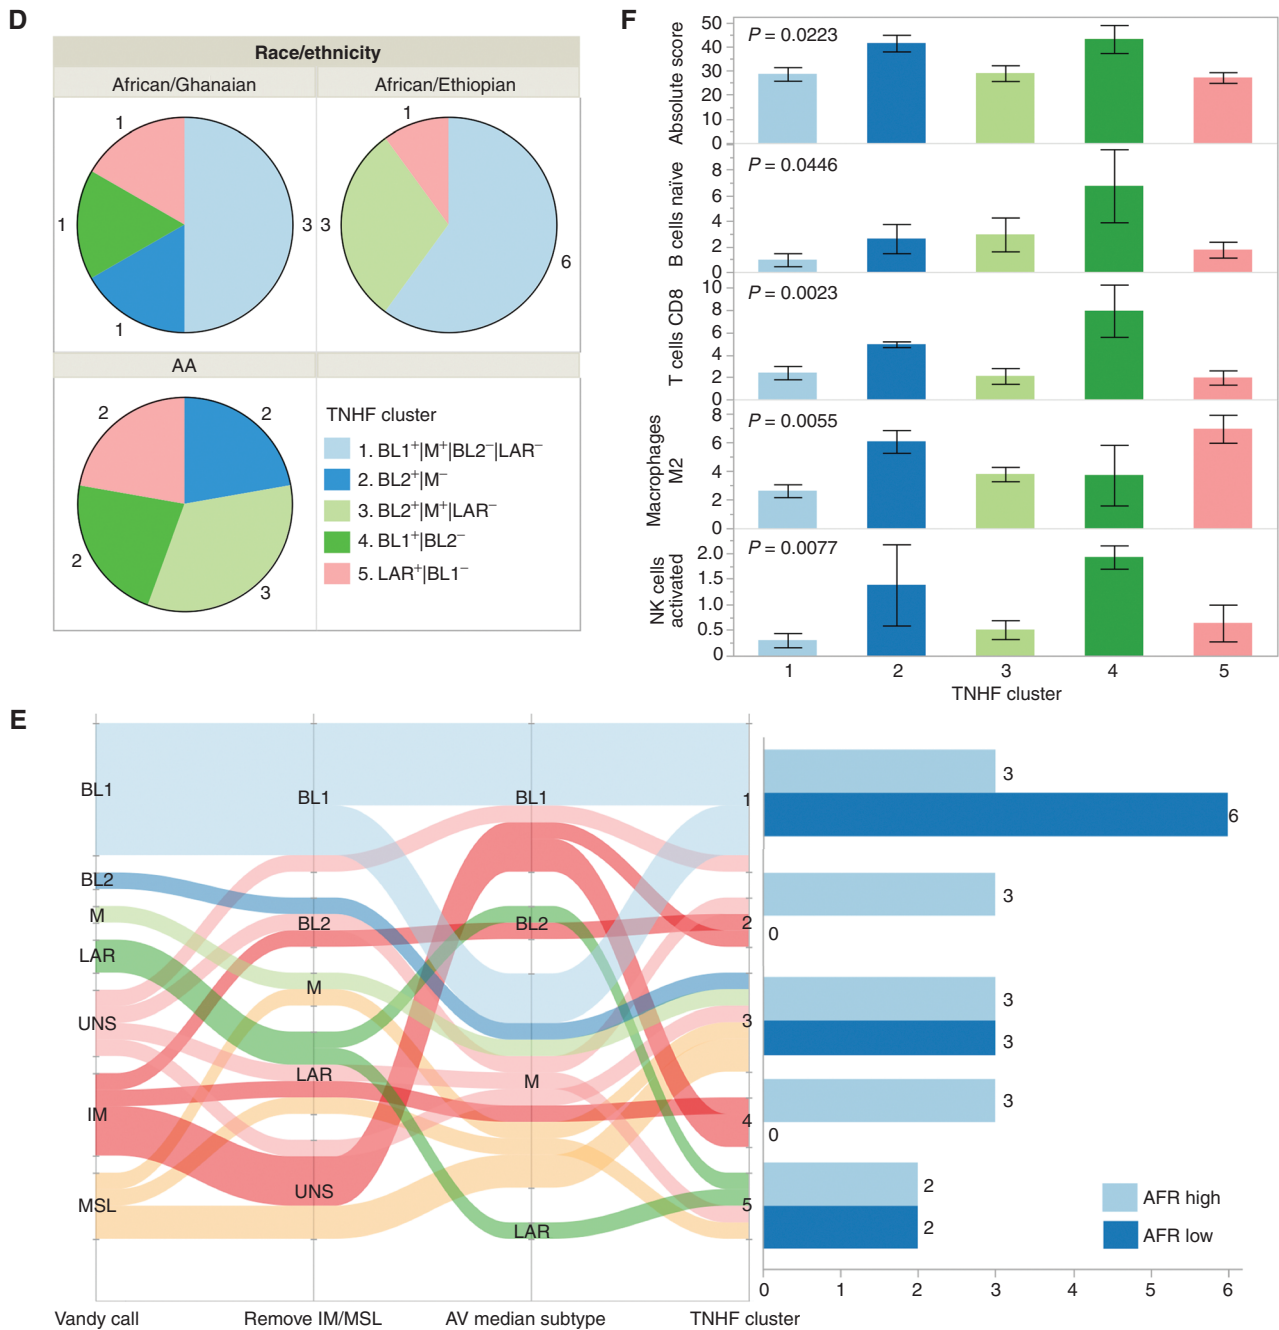 D
Race/ethnicity
African/Ghanaian
African/Ethiopian
1
1
1
3
3
1
6
AA
2
2
2
3
TNHF cluster
1. BL1⁺|M⁺|BL2⁻|LAR⁻
2. BL2⁺|M⁻
3. BL2⁺|M⁺|LAR⁻
4. BL1⁺|BL2⁻
5. LAR⁺|BL1⁻
F
Absolute score
50
40
30
20
10
0
P = 0.0223
B cells naïve
8
6
4
2
0
P = 0.0446
T cells CD8
10
8
6
4
2
0
P = 0.0023
Macrophages
M2
8
6
4
2
0
P = 0.0055
NK cells
activated
2.0
1.5
1.0
0.5
0
P = 0.0077
1 2 3 4 5
TNHF cluster
E
BL1
BL2
M
LAR
UNS
IM
MSL
BL1
BL2
M
LAR
UNS
BL1
BL2
M
LAR
1
2
3
4
5
Vandy call
Remove IM/MSL
AV median subtype
TNHF cluster
3
6
3
0
3
3
3
0
2
2
AFR high
AFR low
0 1 2 3 4 5 6